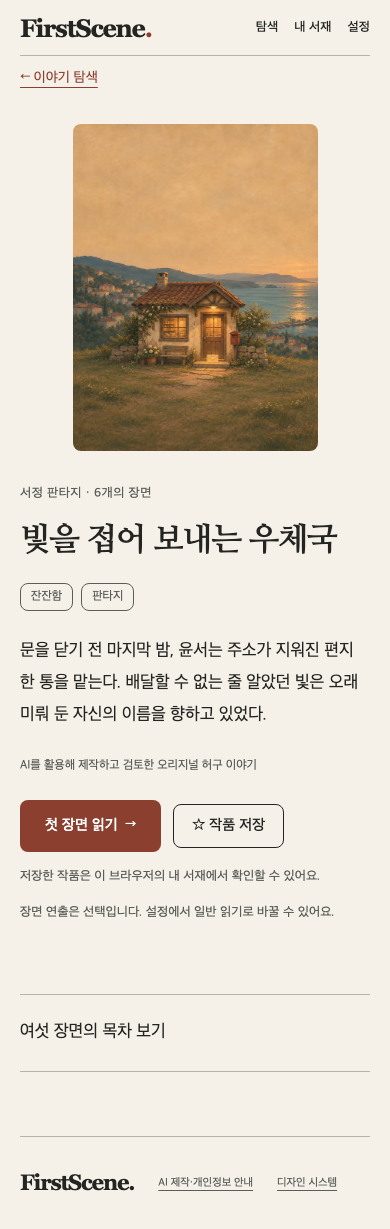 FirstScene.
탐색 내 서재 설정
← 이야기 탐색
서정 판타지 · 6개의 장면
빛을 접어 보내는 우체국
잔잔함 판타지
문을 닫기 전 마지막 밤, 윤서는 주소가 지워진 편지
한 통을 맡는다. 배달할 수 없는 줄 알았던 빛은 오래
미뤄 둔 자신의 이름을 향하고 있었다.
AI를 활용해 제작하고 검토한 오리지널 허구 이야기
첫 장면 읽기 →
☆ 작품 저장
저장한 작품은 이 브라우저의 내 서재에서 확인할 수 있어요.
장면 연출은 선택입니다. 설정에서 일반 읽기로 바꿀 수 있어요.
여섯 장면의 목차 보기
FirstScene. AI 제작·개인정보 안내 디자인 시스템